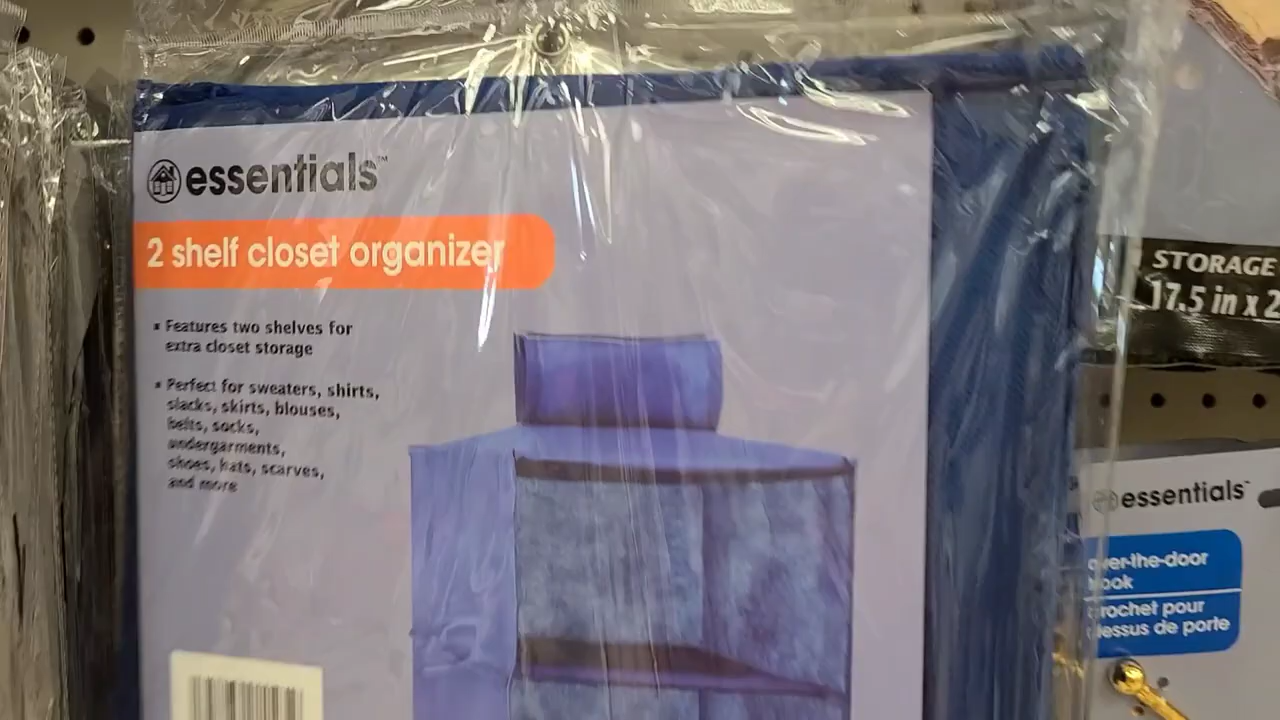 essentials™
2 shelf closet organizer
▪ Features two shelves for
extra closet storage
▪ Perfect for sweaters, shirts,
slacks, skirts, blouses,
belts, socks,
undergarments,
shoes, hats, scarves,
and more
STORAGE
17.5 in x 2
essentials
over-the-door
hook
crochet pour
dessus de porte